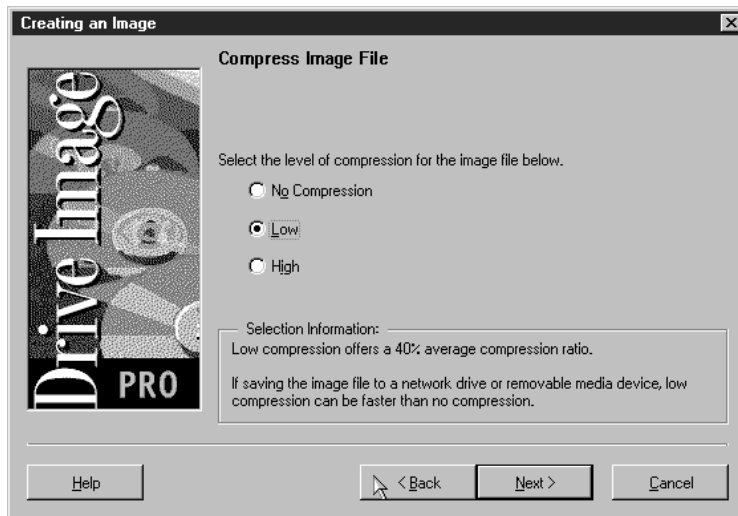 Creating an Image
Drive Image
PRO
Compress Image File
Select the level of compression for the image file below.
No Compression
Low
High
Selection Information:
Low compression offers a 40% average compression ratio.
If saving the image file to a network drive or removable media device, low
compression can be faster than no compression.
Help
< Back
Next >
Cancel